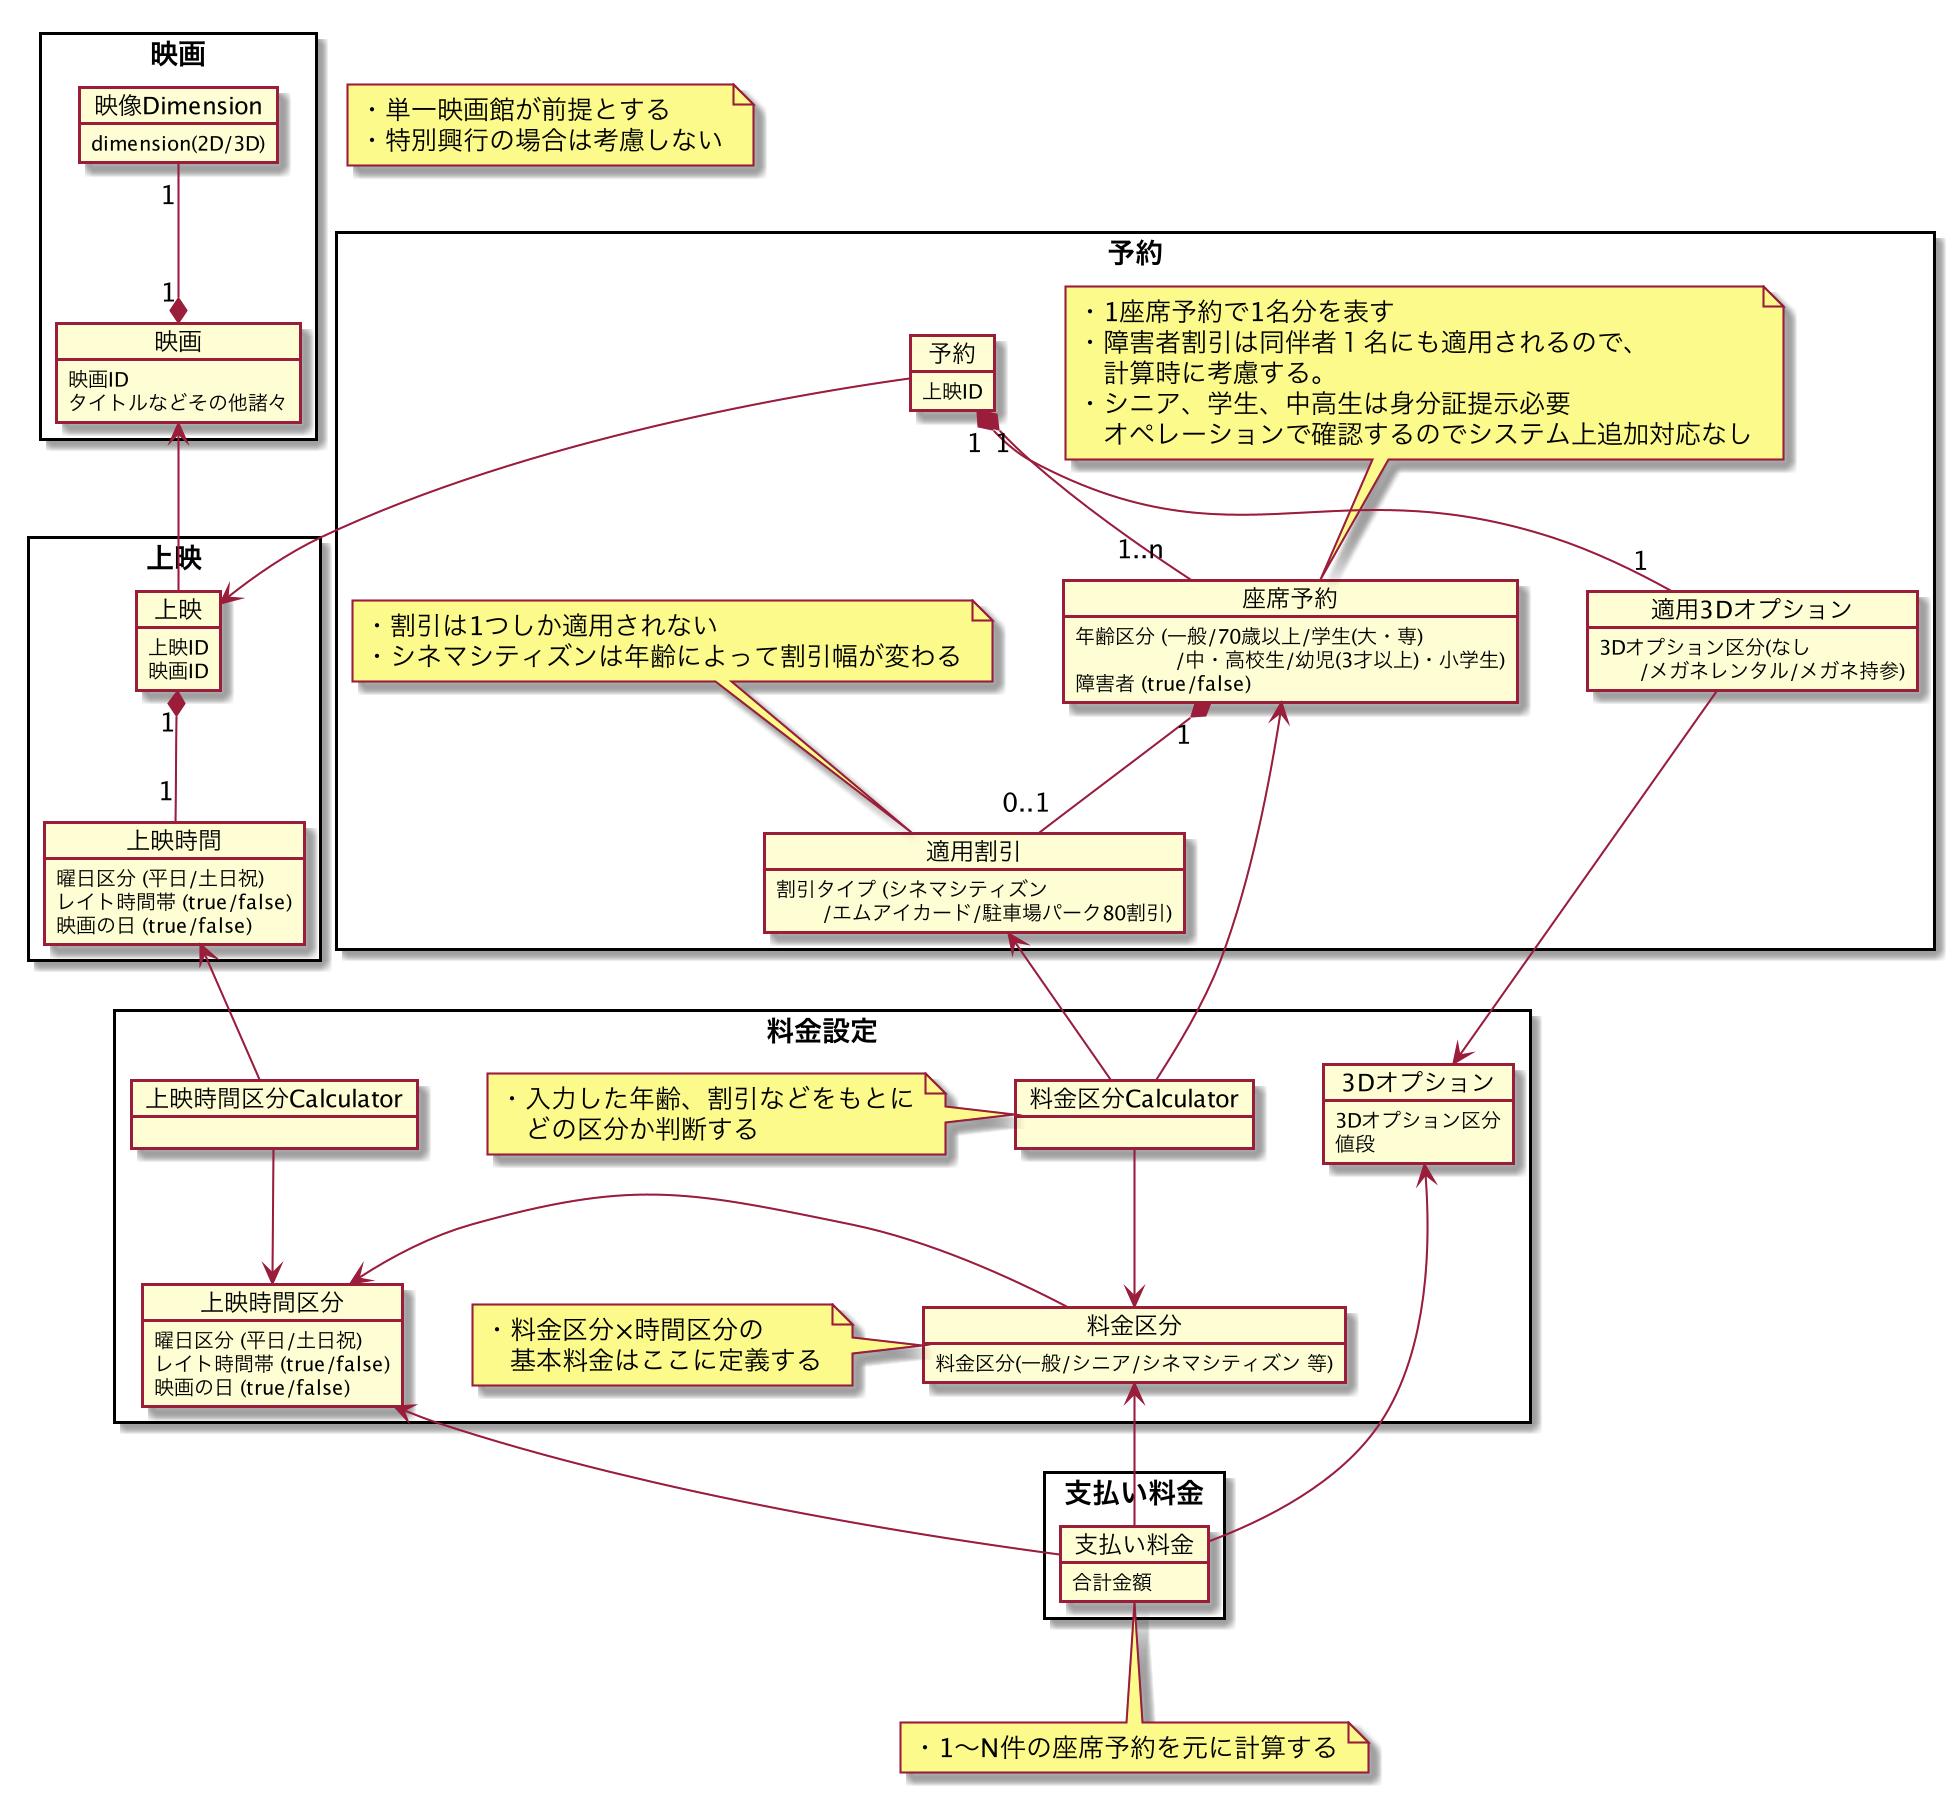 映画
映像Dimension
dimension(2D/3D)
1
1
映画
映画ID
タイトルなどその他諸々
・単一映画館が前提とする
・特別興行の場合は考慮しない
予約
予約
上映ID
1
1
・1座席予約で1名分を表す
・障害者割引は同伴者１名にも適用されるので、
計算時に考慮する。
・シニア、学生、中高生は身分証提示必要
オペレーションで確認するのでシステム上追加対応なし
1..n
1
座席予約
年齢区分 (一般/70歳以上/学生(大・専)
/中・高校生/幼児(3才以上)・小学生)
障害者 (true/false)
適用3Dオプション
3Dオプション区分(なし
/メガネレンタル/メガネ持参)
・割引は1つしか適用されない
・シネマシティズンは年齢によって割引幅が変わる
1
0..1
適用割引
割引タイプ (シネマシティズン
/エムアイカード/駐車場パーク80割引)
上映
上映
上映ID
映画ID
1
1
上映時間
曜日区分 (平日/土日祝)
レイト時間帯 (true/false)
映画の日 (true/false)
料金設定
上映時間区分Calculator
・入力した年齢、割引などをもとに
どの区分か判断する
料金区分Calculator
3Dオプション
3Dオプション区分
値段
上映時間区分
曜日区分 (平日/土日祝)
レイト時間帯 (true/false)
映画の日 (true/false)
・料金区分×時間区分の
基本料金はここに定義する
料金区分
料金区分(一般/シニア/シネマシティズン 等)
支払い料金
支払い料金
合計金額
・1〜N件の座席予約を元に計算する